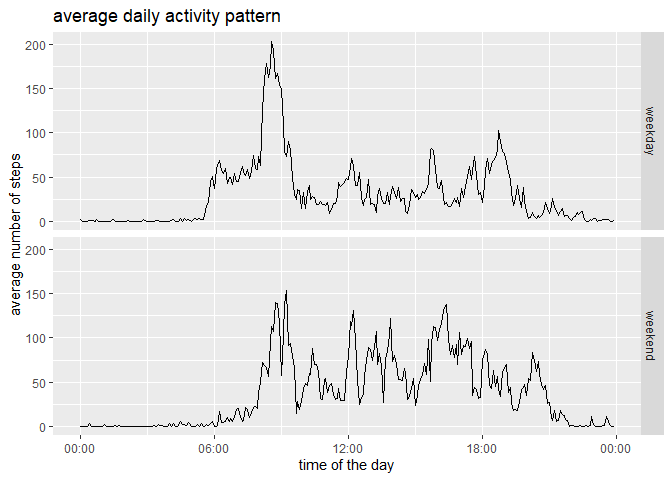 average daily activity pattern
average number of steps
200
150
100
50
0
weekday
200
150
100
50
0
weekend
00:00 06:00 12:00 18:00 00:00
time of the day